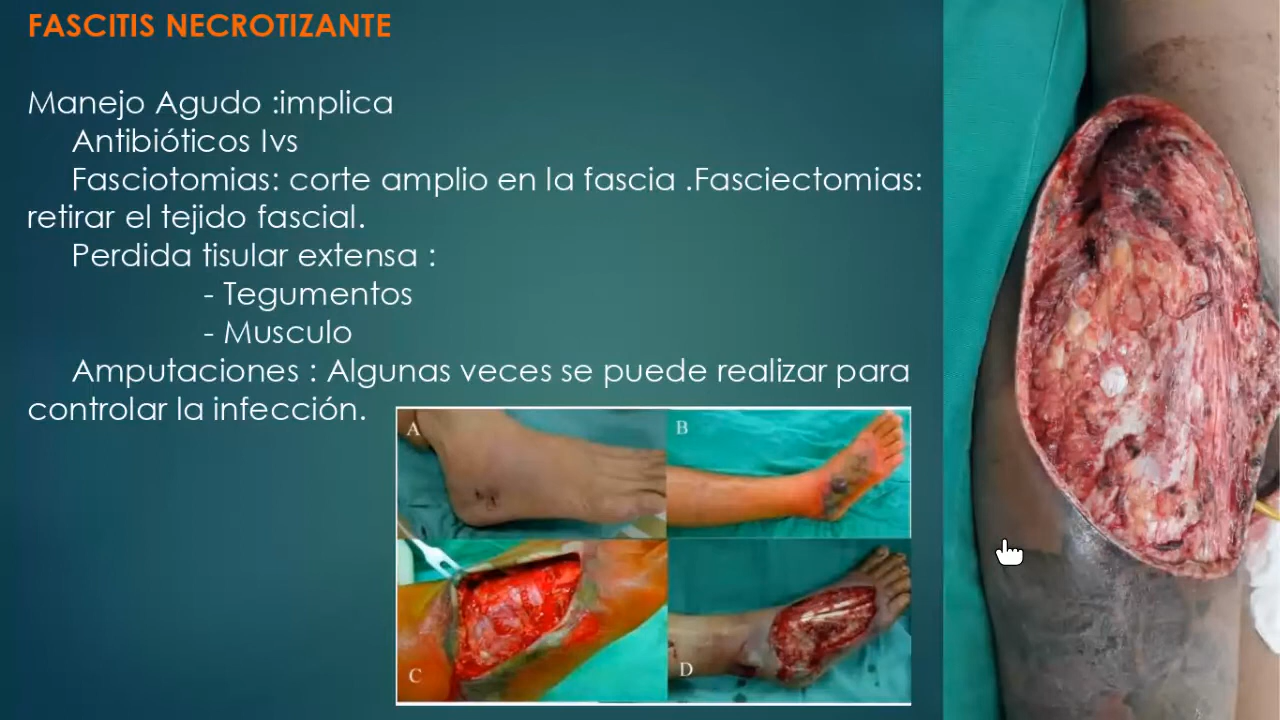 FASCITIS NECROTIZANTE
Manejo Agudo :implica
Antibióticos Ivs
Fasciotomias: corte amplio en la fascia .Fasciectomias:
retirar el tejido fascial.
Perdida tisular extensa :
- Tegumentos
- Musculo
Amputaciones : Algunas veces se puede realizar para
controlar la infección.
A
B
C
D